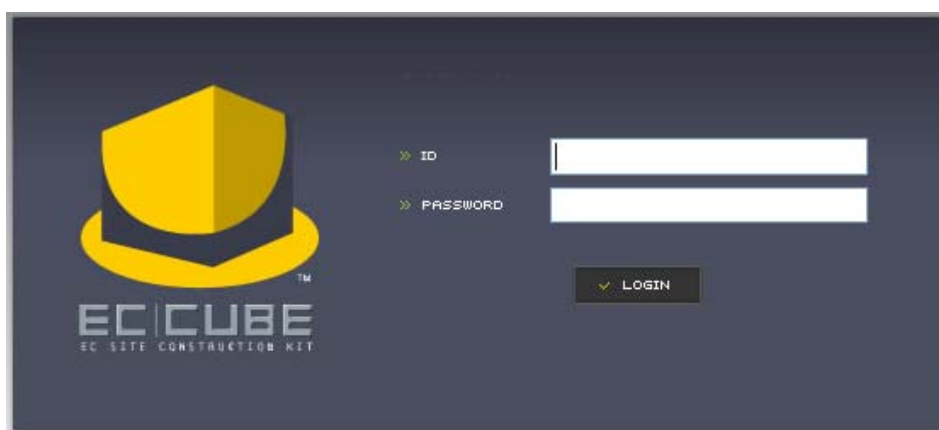 » ID
» PASSWORD
✓ LOGIN
TM
EC|CUBE
EC SITE CONSTRUCTION KIT